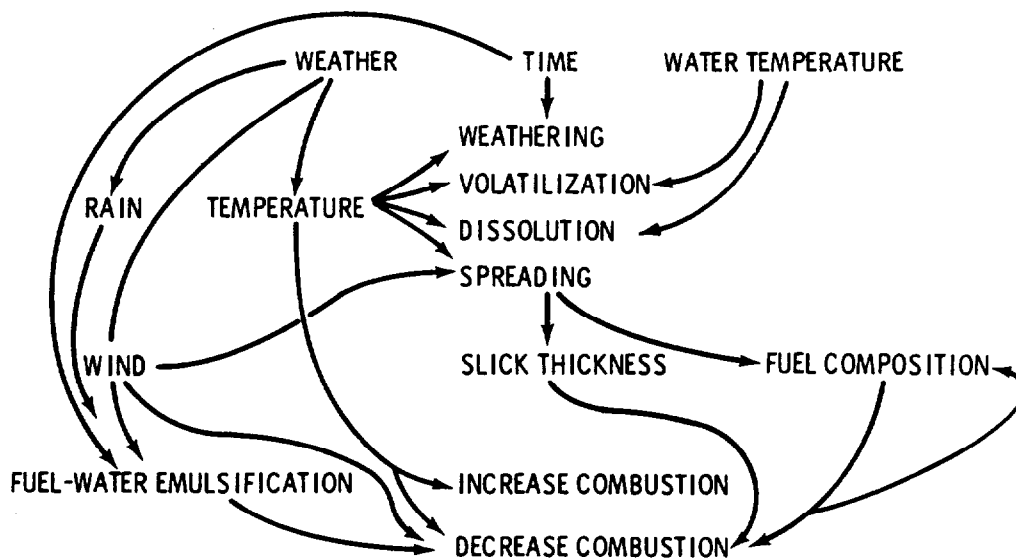 WEATHER
TIME
WATER TEMPERATURE
WEATHERING
VOLATILIZATION
RAIN
TEMPERATURE
DISSOLUTION
SPREADING
WIND
SLICK THICKNESS
FUEL COMPOSITION
FUEL-WATER EMULSIFICATION
INCREASE COMBUSTION
DECREASE COMBUSTION